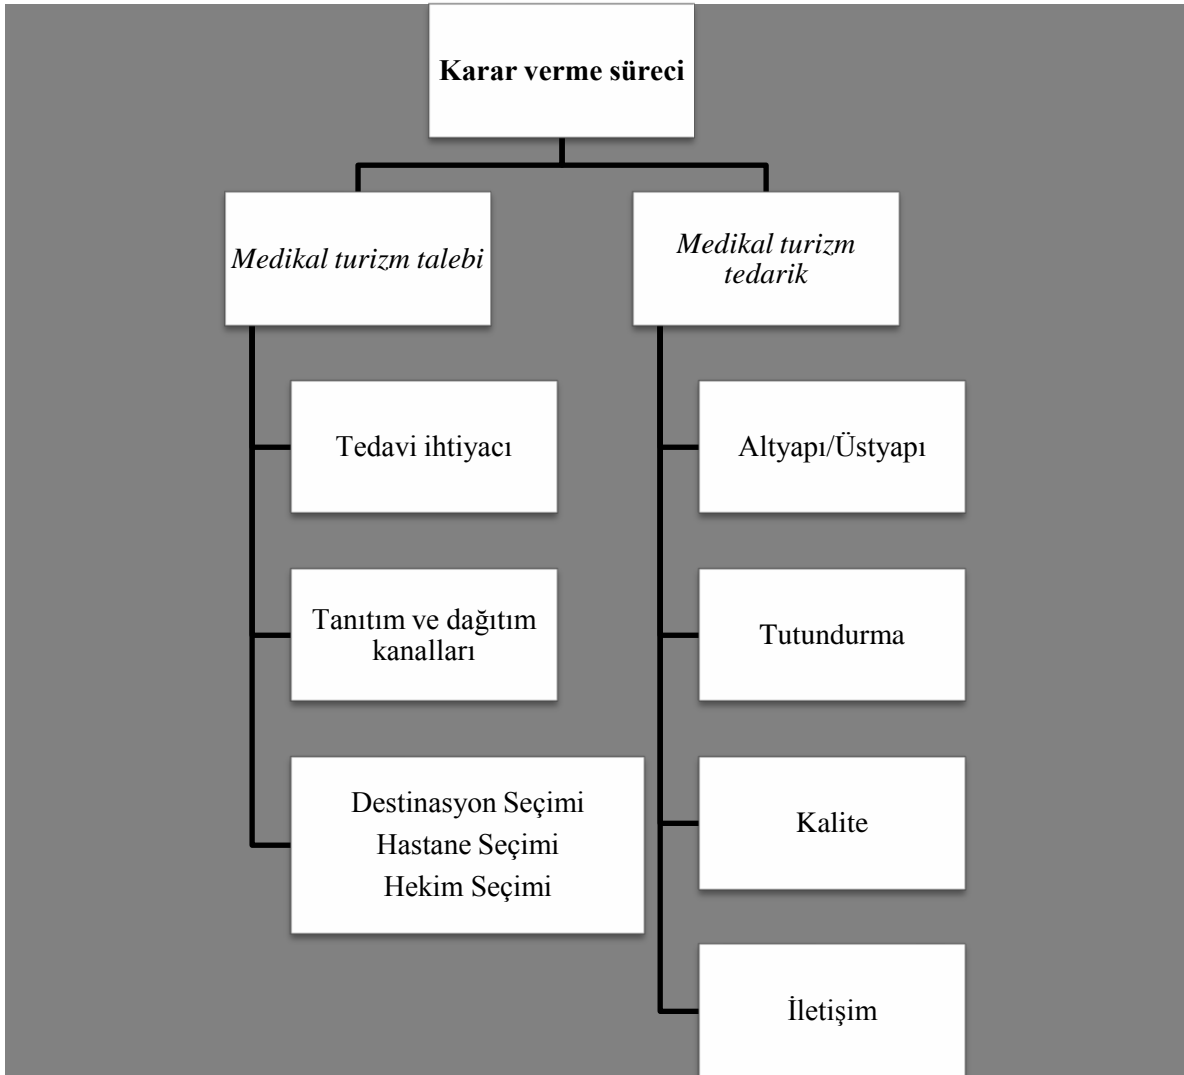 Karar verme süreci
Medikal turizm talebi
Tedavi ihtiyacı
Tanıtım ve dağıtım
kanalları
Destinasyon Seçimi
Hastane Seçimi
Hekim Seçimi
Medikal turizm
tedarik
Altyapı/Üstyapı
Tutundurma
Kalite
İletişim